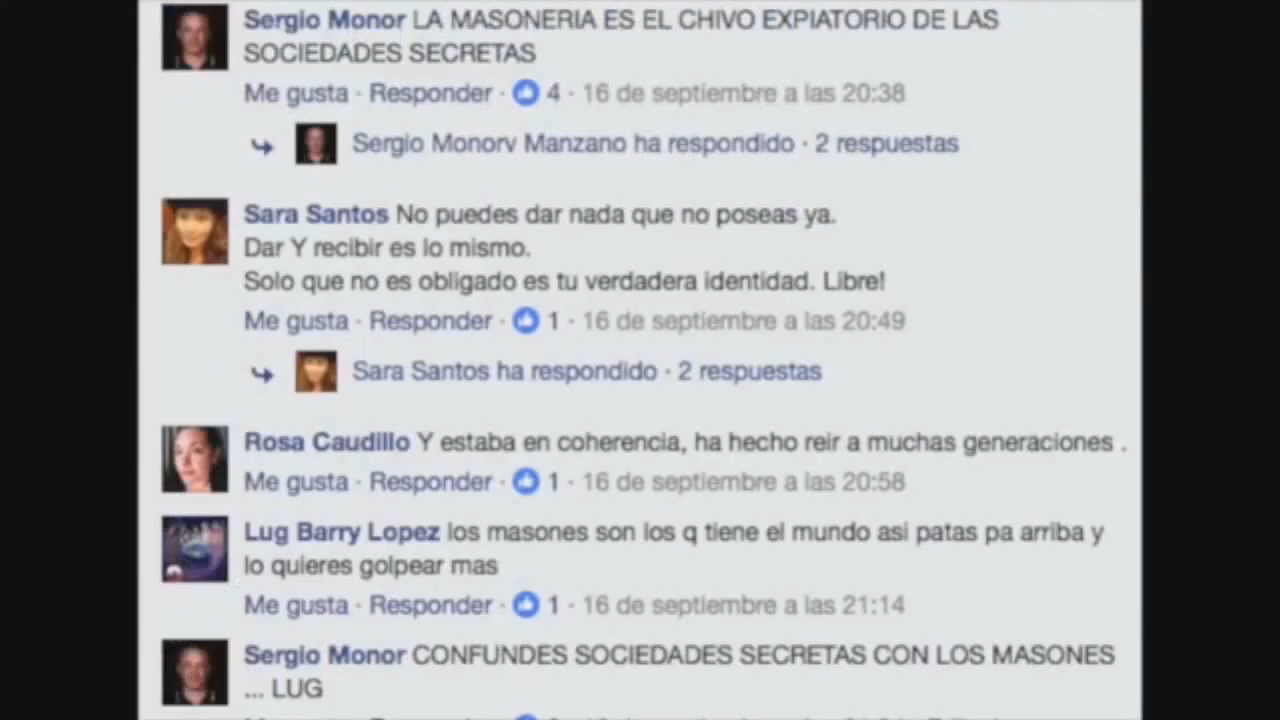 Sergio Monor LA MASONERIA ES EL CHIVO EXPIATORIO DE LAS
SOCIEDADES SECRETAS
Me gusta · Responder · 4 · 16 de septiembre a las 20:38
Sergio Monorv Manzano ha respondido · 2 respuestas
Sara Santos No puedes dar nada que no poseas ya.
Dar Y recibir es lo mismo.
Solo que no es obligado es tu verdadera identidad. Libre!
Me gusta · Responder · 1 · 16 de septiembre a las 20:49
Sara Santos ha respondido · 2 respuestas
Rosa Caudillo Y estaba en coherencia, ha hecho reir a muchas generaciones .
Me gusta · Responder · 1 · 16 de septiembre a las 20:58
Lug Barry Lopez los masones son los q tiene el mundo asi patas pa arriba y
lo quieres golpear mas
Me gusta · Responder · 1 · 16 de septiembre a las 21:14
Sergio Monor CONFUNDES SOCIEDADES SECRETAS CON LOS MASONES
... LUG